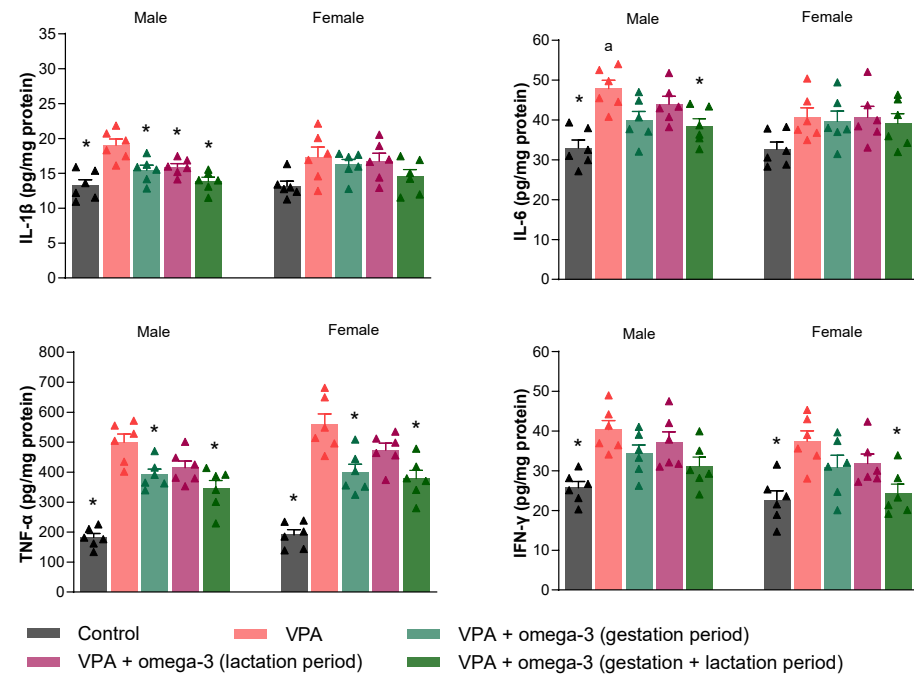 Male Female
IL-1β (pg/mg protein)
35
30
25
20
15
10
5
0
* * * *
Male Female
IL-6 (pg/mg protein)
60
50
40
30
20
10
0
* a *
Male Female
TNF-α (pg/mg protein)
800
700
600
500
400
300
200
100
0
* * * * * *
Male Female
IFN-γ (pg/mg protein)
60
50
40
30
20
10
0
* * *
Control VPA VPA + omega-3 (gestation period)
VPA + omega-3 (lactation period) VPA + omega-3 (gestation + lactation period)